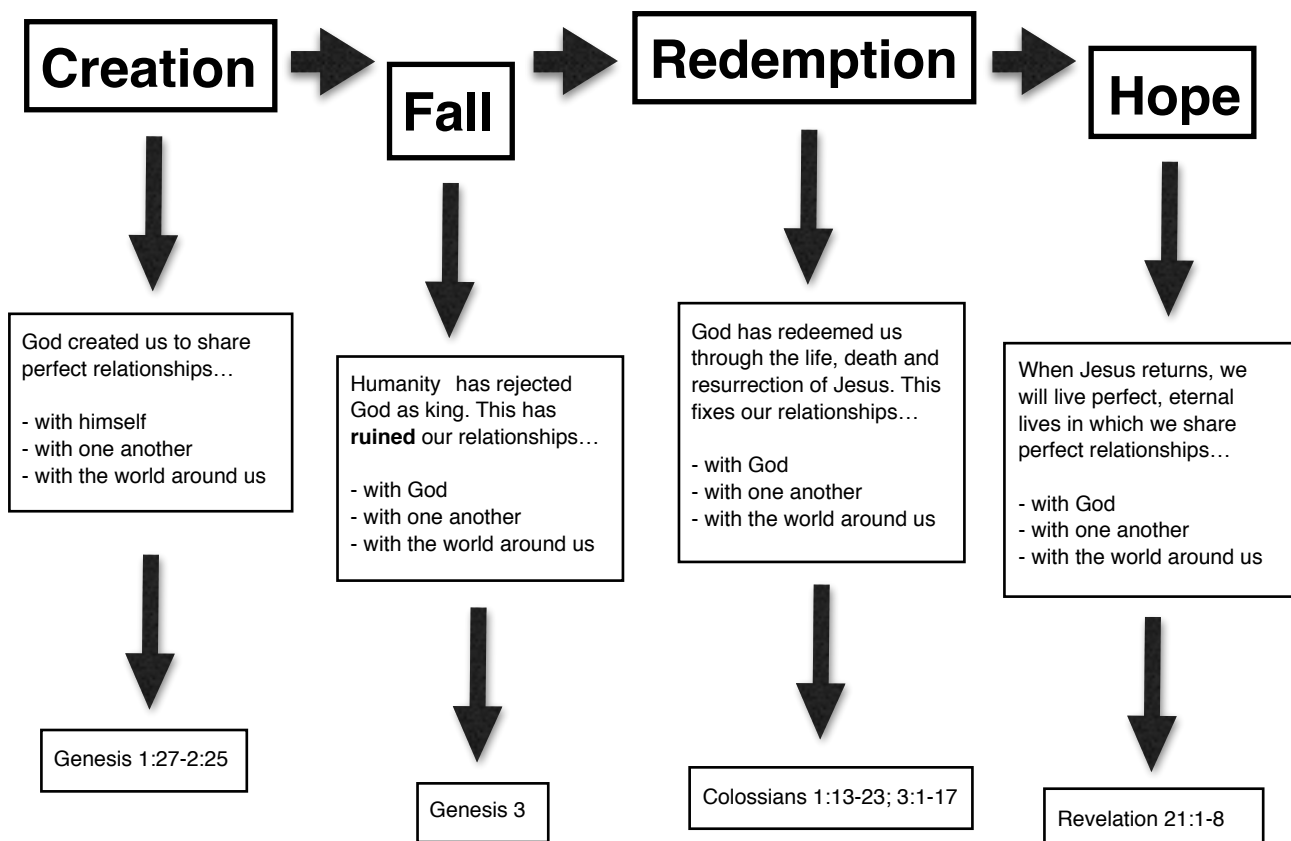 Creation
Fall
Redemption
Hope
God created us to share
perfect relationships…
- with himself
- with one another
- with the world around us
Humanity has rejected
God as king. This has
ruined our relationships…
- with God
- with one another
- with the world around us
God has redeemed us
through the life, death and
resurrection of Jesus. This
fixes our relationships…
- with God
- with one another
- with the world around us
When Jesus returns, we
will live perfect, eternal
lives in which we share
perfect relationships…
- with God
- with one another
- with the world around us
Genesis 1:27-2:25
Genesis 3
Colossians 1:13-23; 3:1-17
Revelation 21:1-8